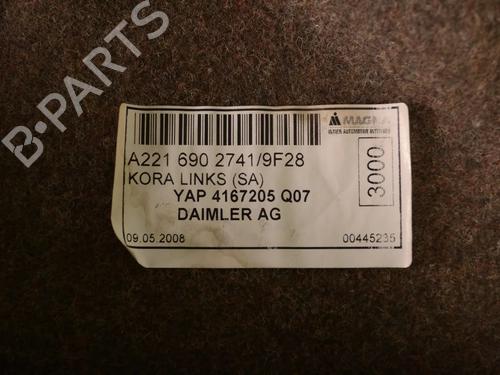 B-PARTS
MAGNA
A221 690 2741/9F28
KORA LINKS (SA)
YAP 4167205 Q07
DAIMLER AG
09.05.2008
00445235
3000